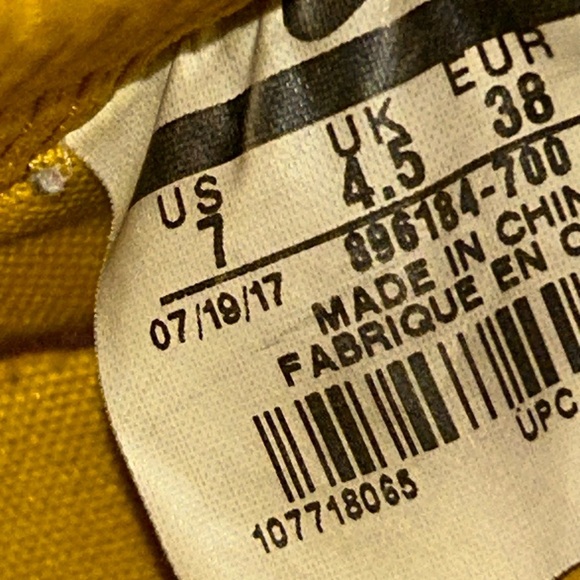 US UK EUR
7 4.5 38
07/19/17 896184-700
MADE IN CHIN
FABRIQUE EN C
UPC
107718065